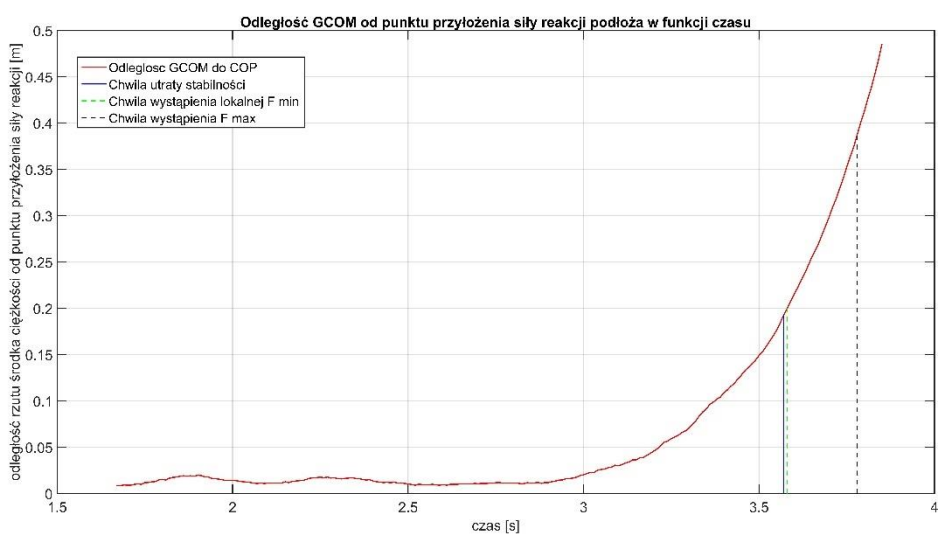 Odległość GCOM od punktu przyłożenia siły reakcji podłoża w funkcji czasu
odległość rzutu środka ciężkości od punktu przyłożenia siły reakcji [m]
0.5
0.45
0.4
0.35
0.3
0.25
0.2
0.15
0.1
0.05
0
Odleglosc GCOM do COP
Chwila utraty stabilności
Chwila wystąpienia lokalnej F min
Chwila wystąpienia F max
1.5 2 2.5 3 3.5 4
czas [s]